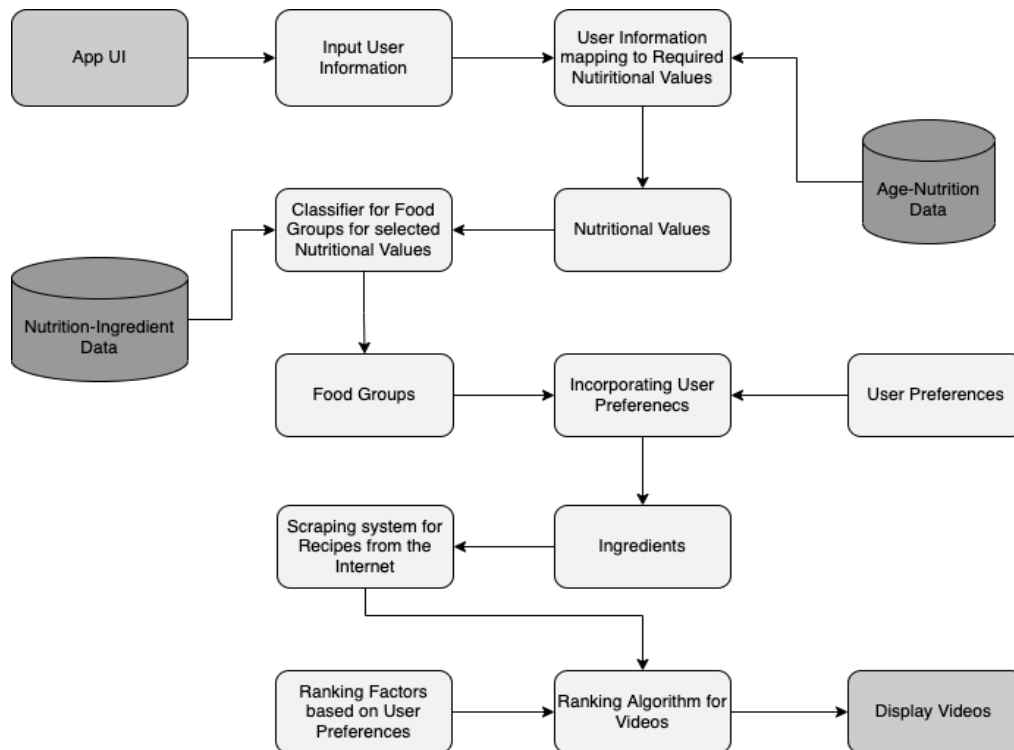 App UI
Input User
Information
User Information
mapping to Required
Nutiritional Values
Age-Nutrition
Data
Classifier for Food
Groups for selected
Nutritional Values
Nutritional Values
Nutrition-Ingredient
Data
Food Groups
Incorporating User
Preferenecs
User Preferences
Scraping system for
Recipes from the
Internet
Ingredients
Ranking Factors
based on User
Preferences
Ranking Algorithm for
Videos
Display Videos